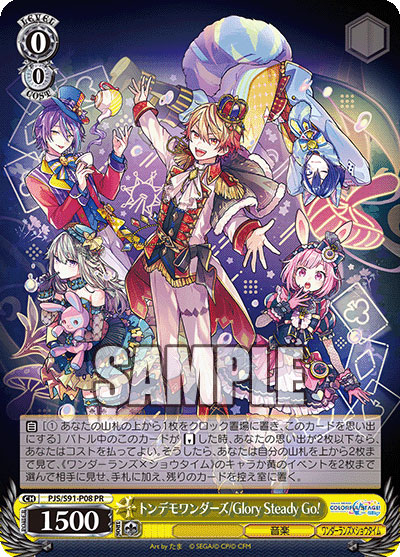 LEVEL
0
0
COST
SAMPLE
自【① あなたの山札の上から1枚をクロック置場に置き、このカードを思い出にする】 バトル中のこのカードが【】した時、あなたの思い出が2枚以下なら、あなたはコストを払ってよい。そうしたら、あなたは自分の山札を上から2枚まで見て、《ワンダーランズ×ショウタイム》のキャラか黄のイベントを2枚まで選んで相手に見せ、手札に加え、残りのカードを控え室に置く。
CH PJS/S91-P08 PR
トンデモワンダーズ/Glory Steady Go!
POWER
1500
SOUL
音楽
ワンダーランズ×ショウタイム
COLORFUL STAGE!
Art by たま © SEGA/© CP/© CFM